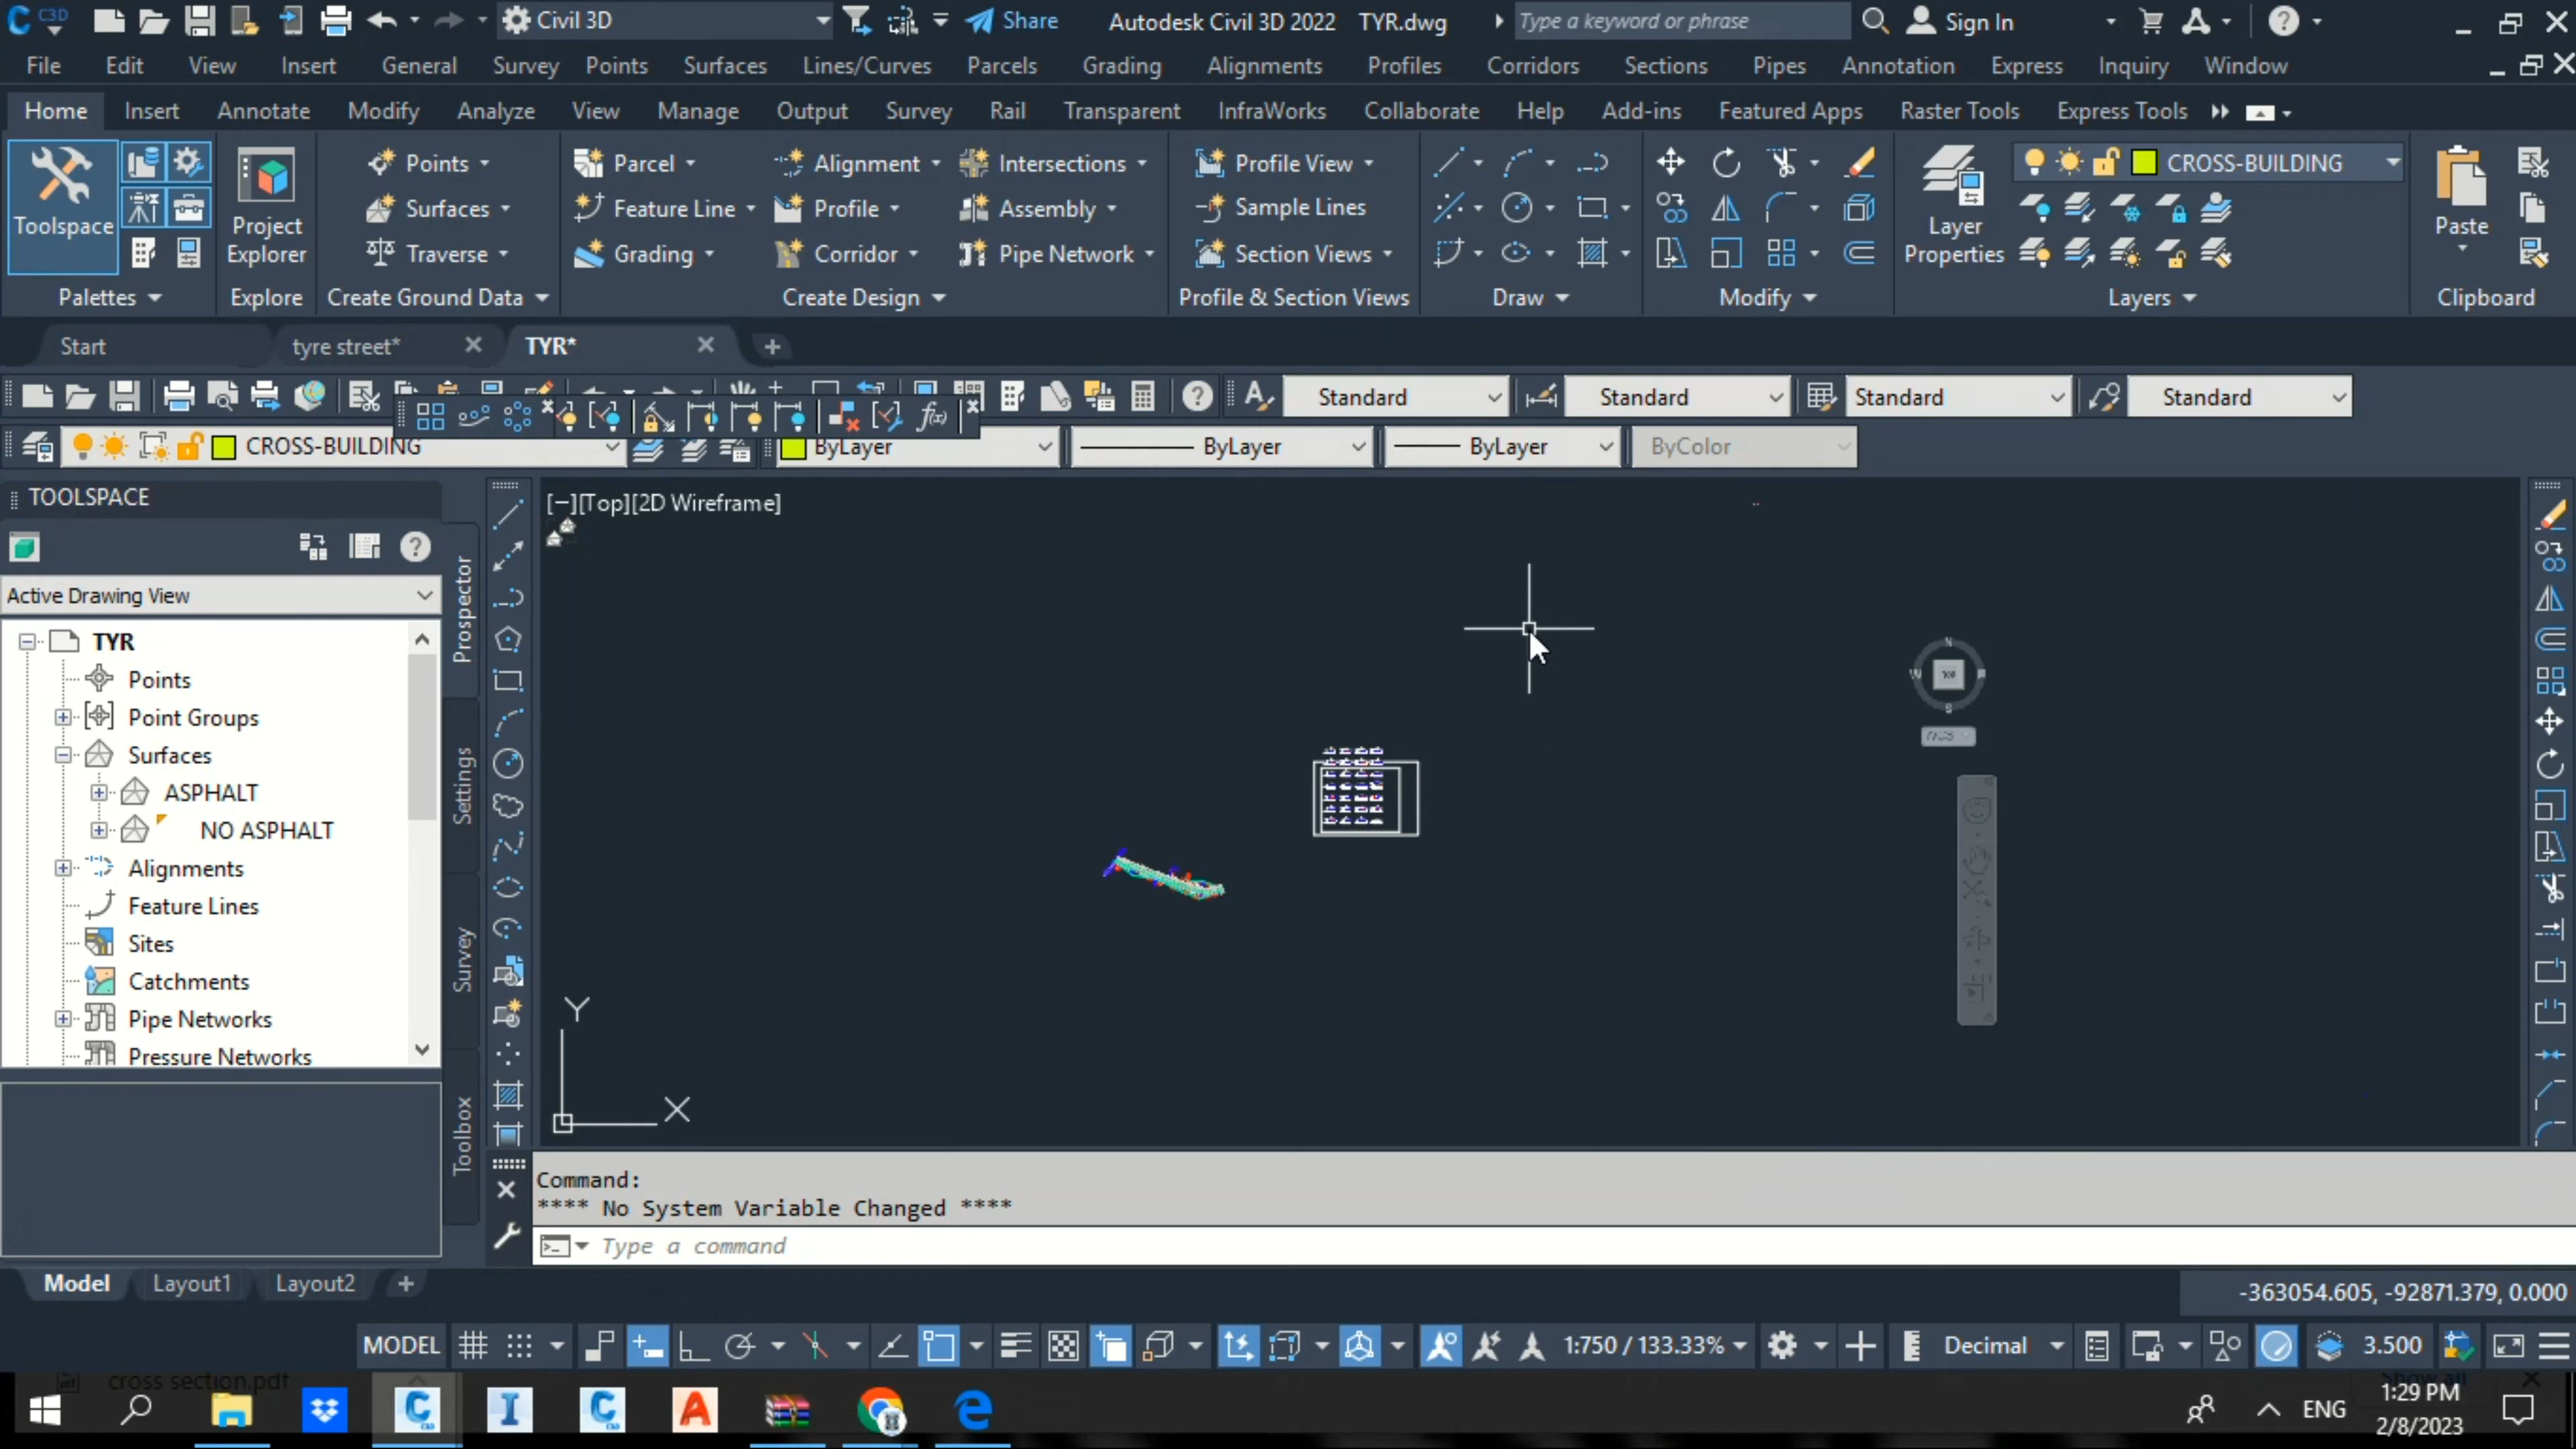 C3D
Civil 3D
Share
Autodesk Civil 3D 2022 TYR.dwg
Type a keyword or phrase
Sign In
File Edit View Insert General Survey Points Surfaces Lines/Curves Parcels Grading Alignments Profiles Corridors Sections Pipes Annotation Express Inquiry Window
Home Insert Annotate Modify Analyze View Manage Output Survey Rail Transparent InfraWorks Collaborate Help Add-ins Featured Apps Raster Tools Express Tools
Points Parcel Alignment Intersections Profile View CROSS-BUILDING
Toolspace Project Explorer Surfaces Feature Line Profile Assembly Sample Lines Layer Properties Paste
Traverse Grading Corridor Pipe Network Section Views
Palettes Explore Create Ground Data Create Design Profile & Section Views Draw Modify Layers Clipboard
Start tyre street* TYR*
Standard Standard Standard Standard
CROSS-BUILDING ByLayer ByLayer ByLayer ByColor
TOOLSPACE
[−][Top][2D Wireframe]
Active Drawing View
TYR
Points
Point Groups
Surfaces
ASPHALT
NO ASPHALT
Alignments
Feature Lines
Sites
Catchments
Pipe Networks
Pressure Networks
Prospector
Settings
Survey
Toolbox
N
W
S
TOP
WCS
Y
X
Command:
**** No System Variable Changed ****
Type a command
Model Layout1 Layout2
-363054.605, -92871.379, 0.000
MODEL 1:750 / 133.33% Decimal 3.500
cross section.pdf
Show all
ENG
1:29 PM
2/8/2023